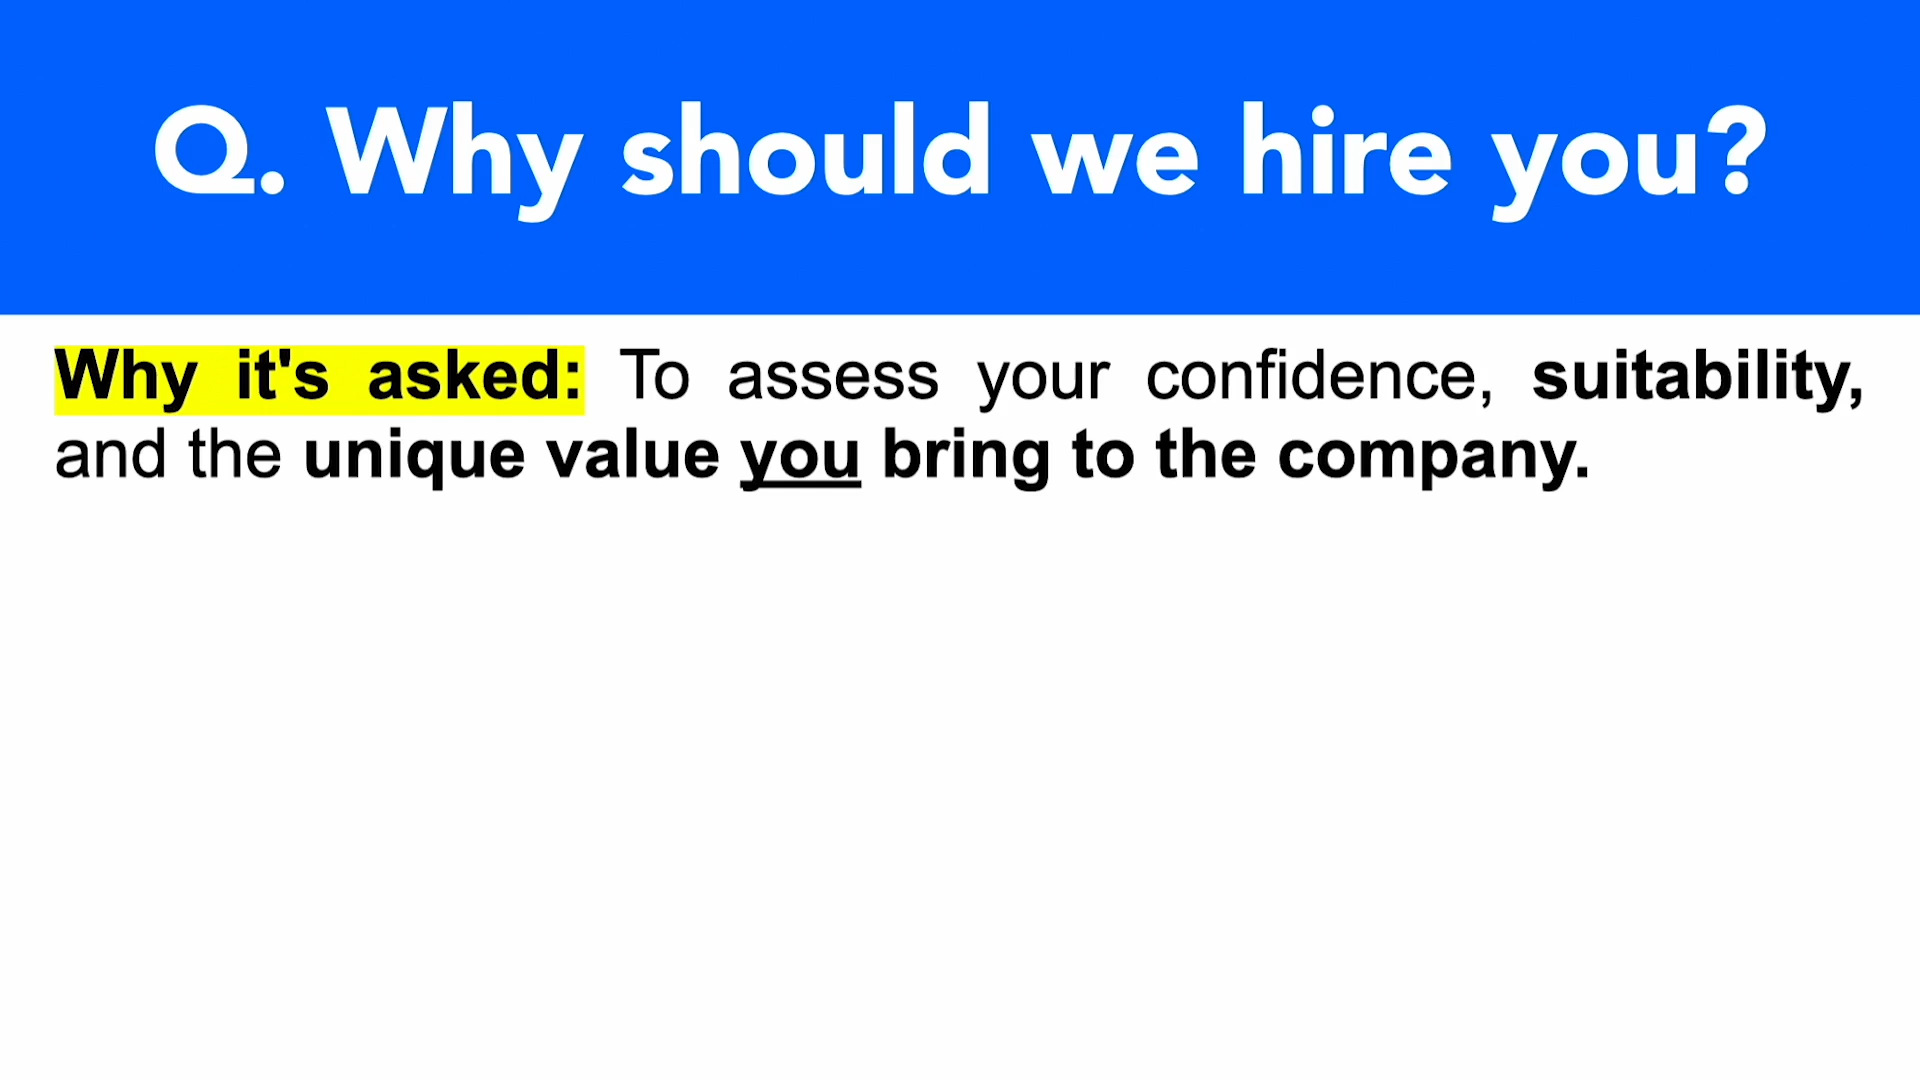 Q. Why should we hire you?
Why it's asked: To assess your confidence, suitability,
and the unique value you bring to the company.